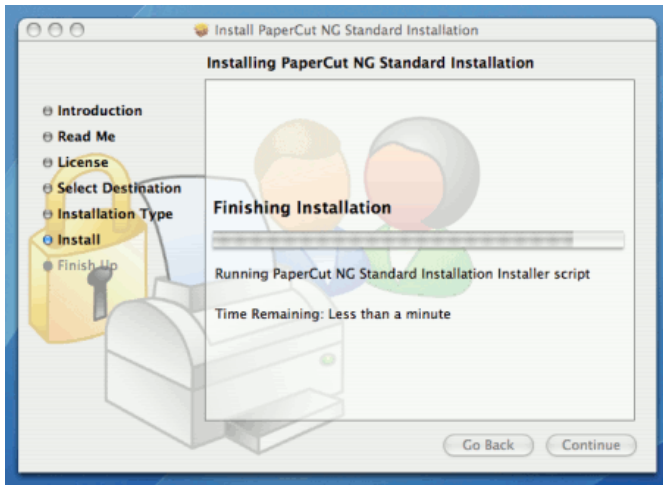 Install PaperCut NG Standard Installation
Installing PaperCut NG Standard Installation
Introduction
Read Me
License
Select Destination
Installation Type
Install
Finish Up
Finishing Installation
Running PaperCut NG Standard Installation Installer script
Time Remaining: Less than a minute
Go Back
Continue